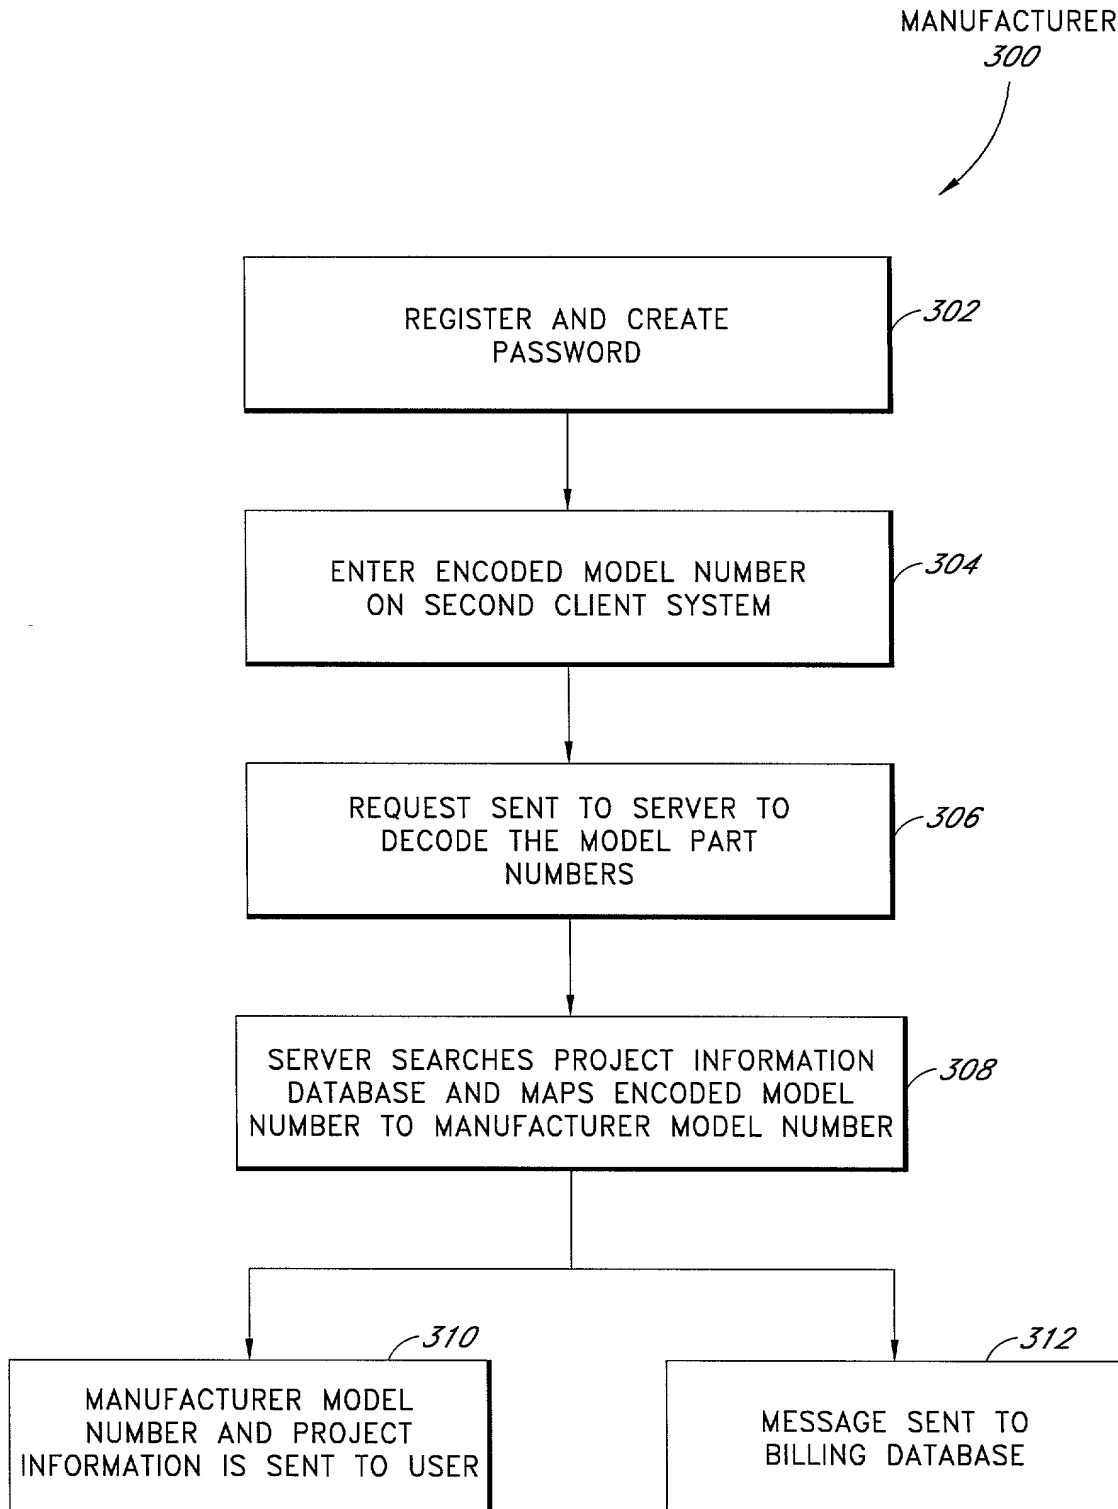 MANUFACTURER
300
REGISTER AND CREATE
PASSWORD
302
ENTER ENCODED MODEL NUMBER
ON SECOND CLIENT SYSTEM
304
REQUEST SENT TO SERVER TO
DECODE THE MODEL PART
NUMBERS
306
SERVER SEARCHES PROJECT INFORMATION
DATABASE AND MAPS ENCODED MODEL
NUMBER TO MANUFACTURER MODEL NUMBER
308
310
MANUFACTURER MODEL
NUMBER AND PROJECT
INFORMATION IS SENT TO USER
312
MESSAGE SENT TO
BILLING DATABASE